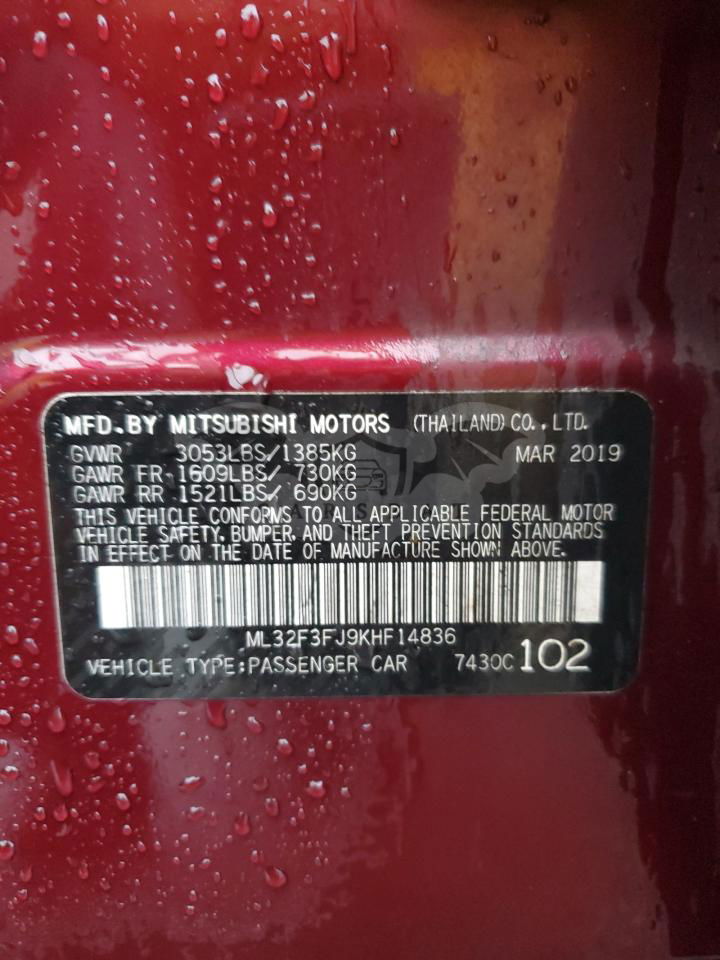 MFD. BY MITSUBISHI MOTORS (THAILAND) CO., LTD.
GVWR 3053LBS/1385KG MAR 2019
GAWR FR 1609LBS/ 730KG
GAWR RR 1521LBS/ 690KG
THIS VEHICLE CONFORMS TO ALL APPLICABLE FEDERAL MOTOR
VEHICLE SAFETY, BUMPER, AND THEFT PREVENTION STANDARDS
IN EFFECT ON THE DATE OF MANUFACTURE SHOWN ABOVE.
ML32F3FJ9KHF14836
VEHICLE TYPE:PASSENGER CAR 7430C 102